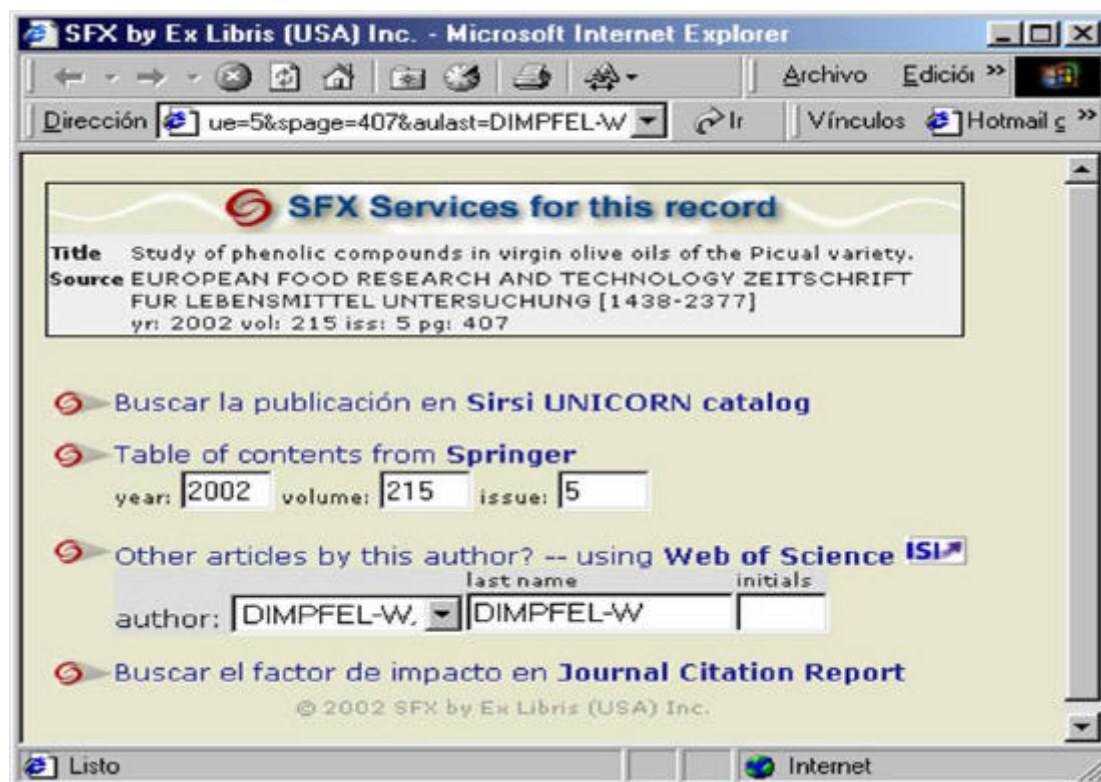 SFX by Ex Libris (USA) Inc. - Microsoft Internet Explorer
Archivo Edición »
Dirección ue=5&spage=407&aulast=DIMPFEL-W Ir Vínculos Hotmail g »
SFX Services for this record
Title Study of phenolic compounds in virgin olive oils of the Picual variety.
Source EUROPEAN FOOD RESEARCH AND TECHNOLOGY ZEITSCHRIFT
FUR LEBENSMITTEL UNTERSUCHUNG [1438-2377]
yr: 2002 vol: 215 iss: 5 pg: 407
Buscar la publicación en Sirsi UNICORN catalog
Table of contents from Springer
year: 2002 volume: 215 issue: 5
Other articles by this author? -- using Web of Science ISI
last name initials
author: DIMPFEL-W, DIMPFEL-W
Buscar el factor de impacto en Journal Citation Report
© 2002 SFX by Ex Libris (USA) Inc.
Listo Internet